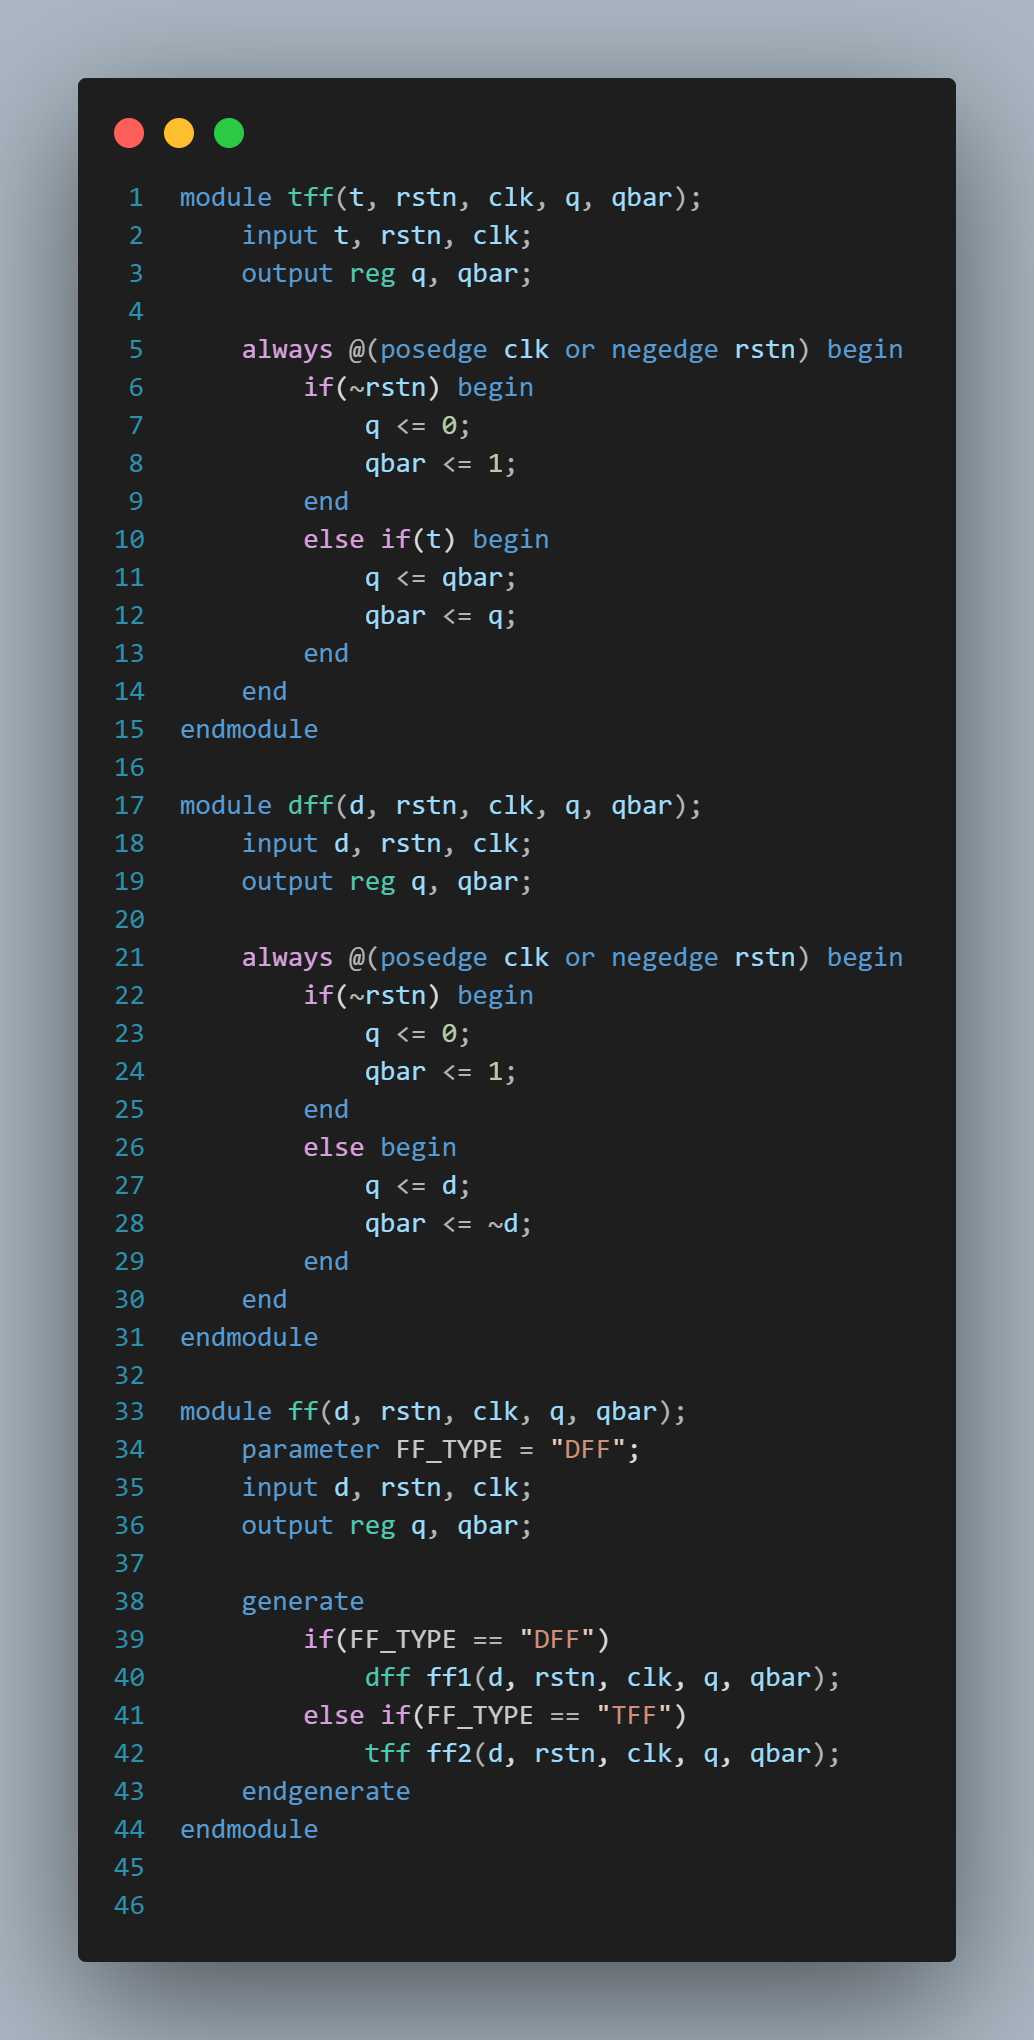 1 module tff(t, rstn, clk, q, qbar);
2     input t, rstn, clk;
3     output reg q, qbar;
4
5     always @(posedge clk or negedge rstn) begin
6         if(~rstn) begin
7             q <= 0;
8             qbar <= 1;
9         end
10         else if(t) begin
11             q <= qbar;
12             qbar <= q;
13         end
14     end
15 endmodule
16
17 module dff(d, rstn, clk, q, qbar);
18     input d, rstn, clk;
19     output reg q, qbar;
20
21     always @(posedge clk or negedge rstn) begin
22         if(~rstn) begin
23             q <= 0;
24             qbar <= 1;
25         end
26         else begin
27             q <= d;
28             qbar <= ~d;
29         end
30     end
31 endmodule
32
33 module ff(d, rstn, clk, q, qbar);
34     parameter FF_TYPE = "DFF";
35     input d, rstn, clk;
36     output reg q, qbar;
37
38     generate
39         if(FF_TYPE == "DFF")
40             dff ff1(d, rstn, clk, q, qbar);
41         else if(FF_TYPE == "TFF")
42             tff ff2(d, rstn, clk, q, qbar);
43     endgenerate
44 endmodule
45
46